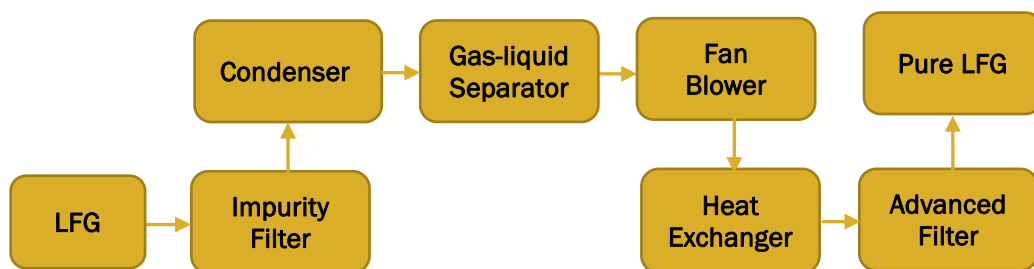 LFG
Impurity
Filter
Condenser
Gas-liquid
Separator
Fan
Blower
Heat
Exchanger
Advanced
Filter
Pure LFG